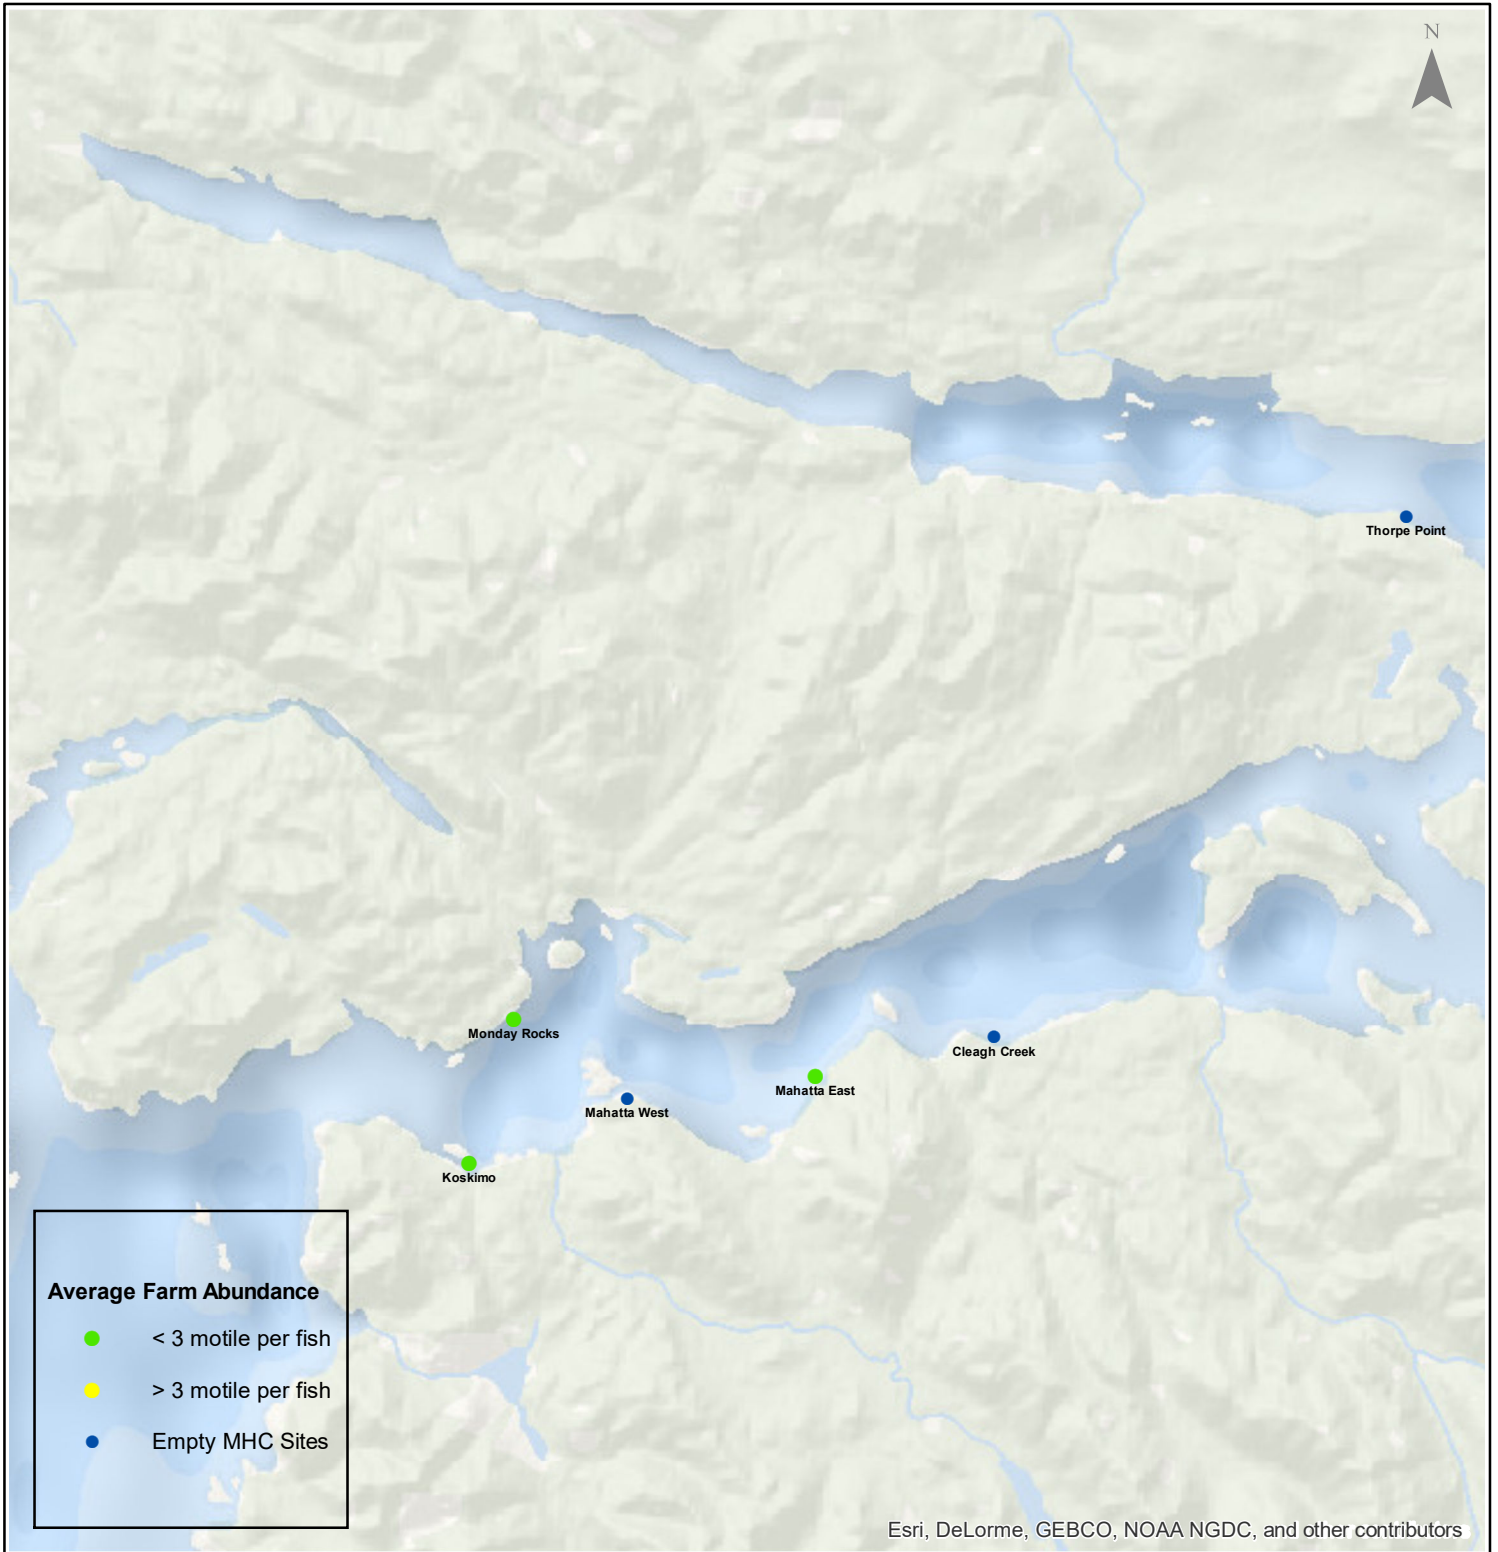 N
Thorpe Point
Monday Rocks
Cleagh Creek
Mahatta East
Mahatta West
Koskimo
Average Farm Abundance
< 3 motile per fish
> 3 motile per fish
Empty MHC Sites
Esri, DeLorme, GEBCO, NOAA NGDC, and other contributors